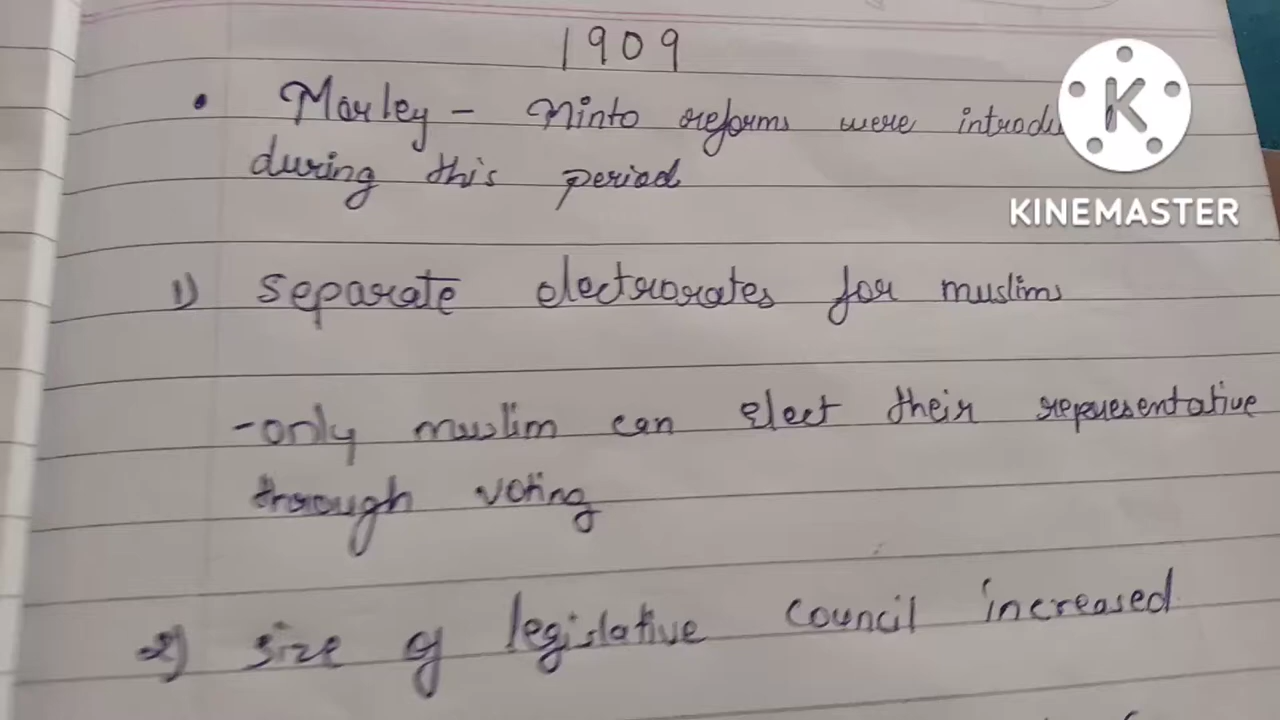 1909
• Morley - Minto reforms were introdu
during this period
1) separate electrorates for muslims
-only muslim can elect their representative
through voting
2) size of legislative council increased
K
KINEMASTER